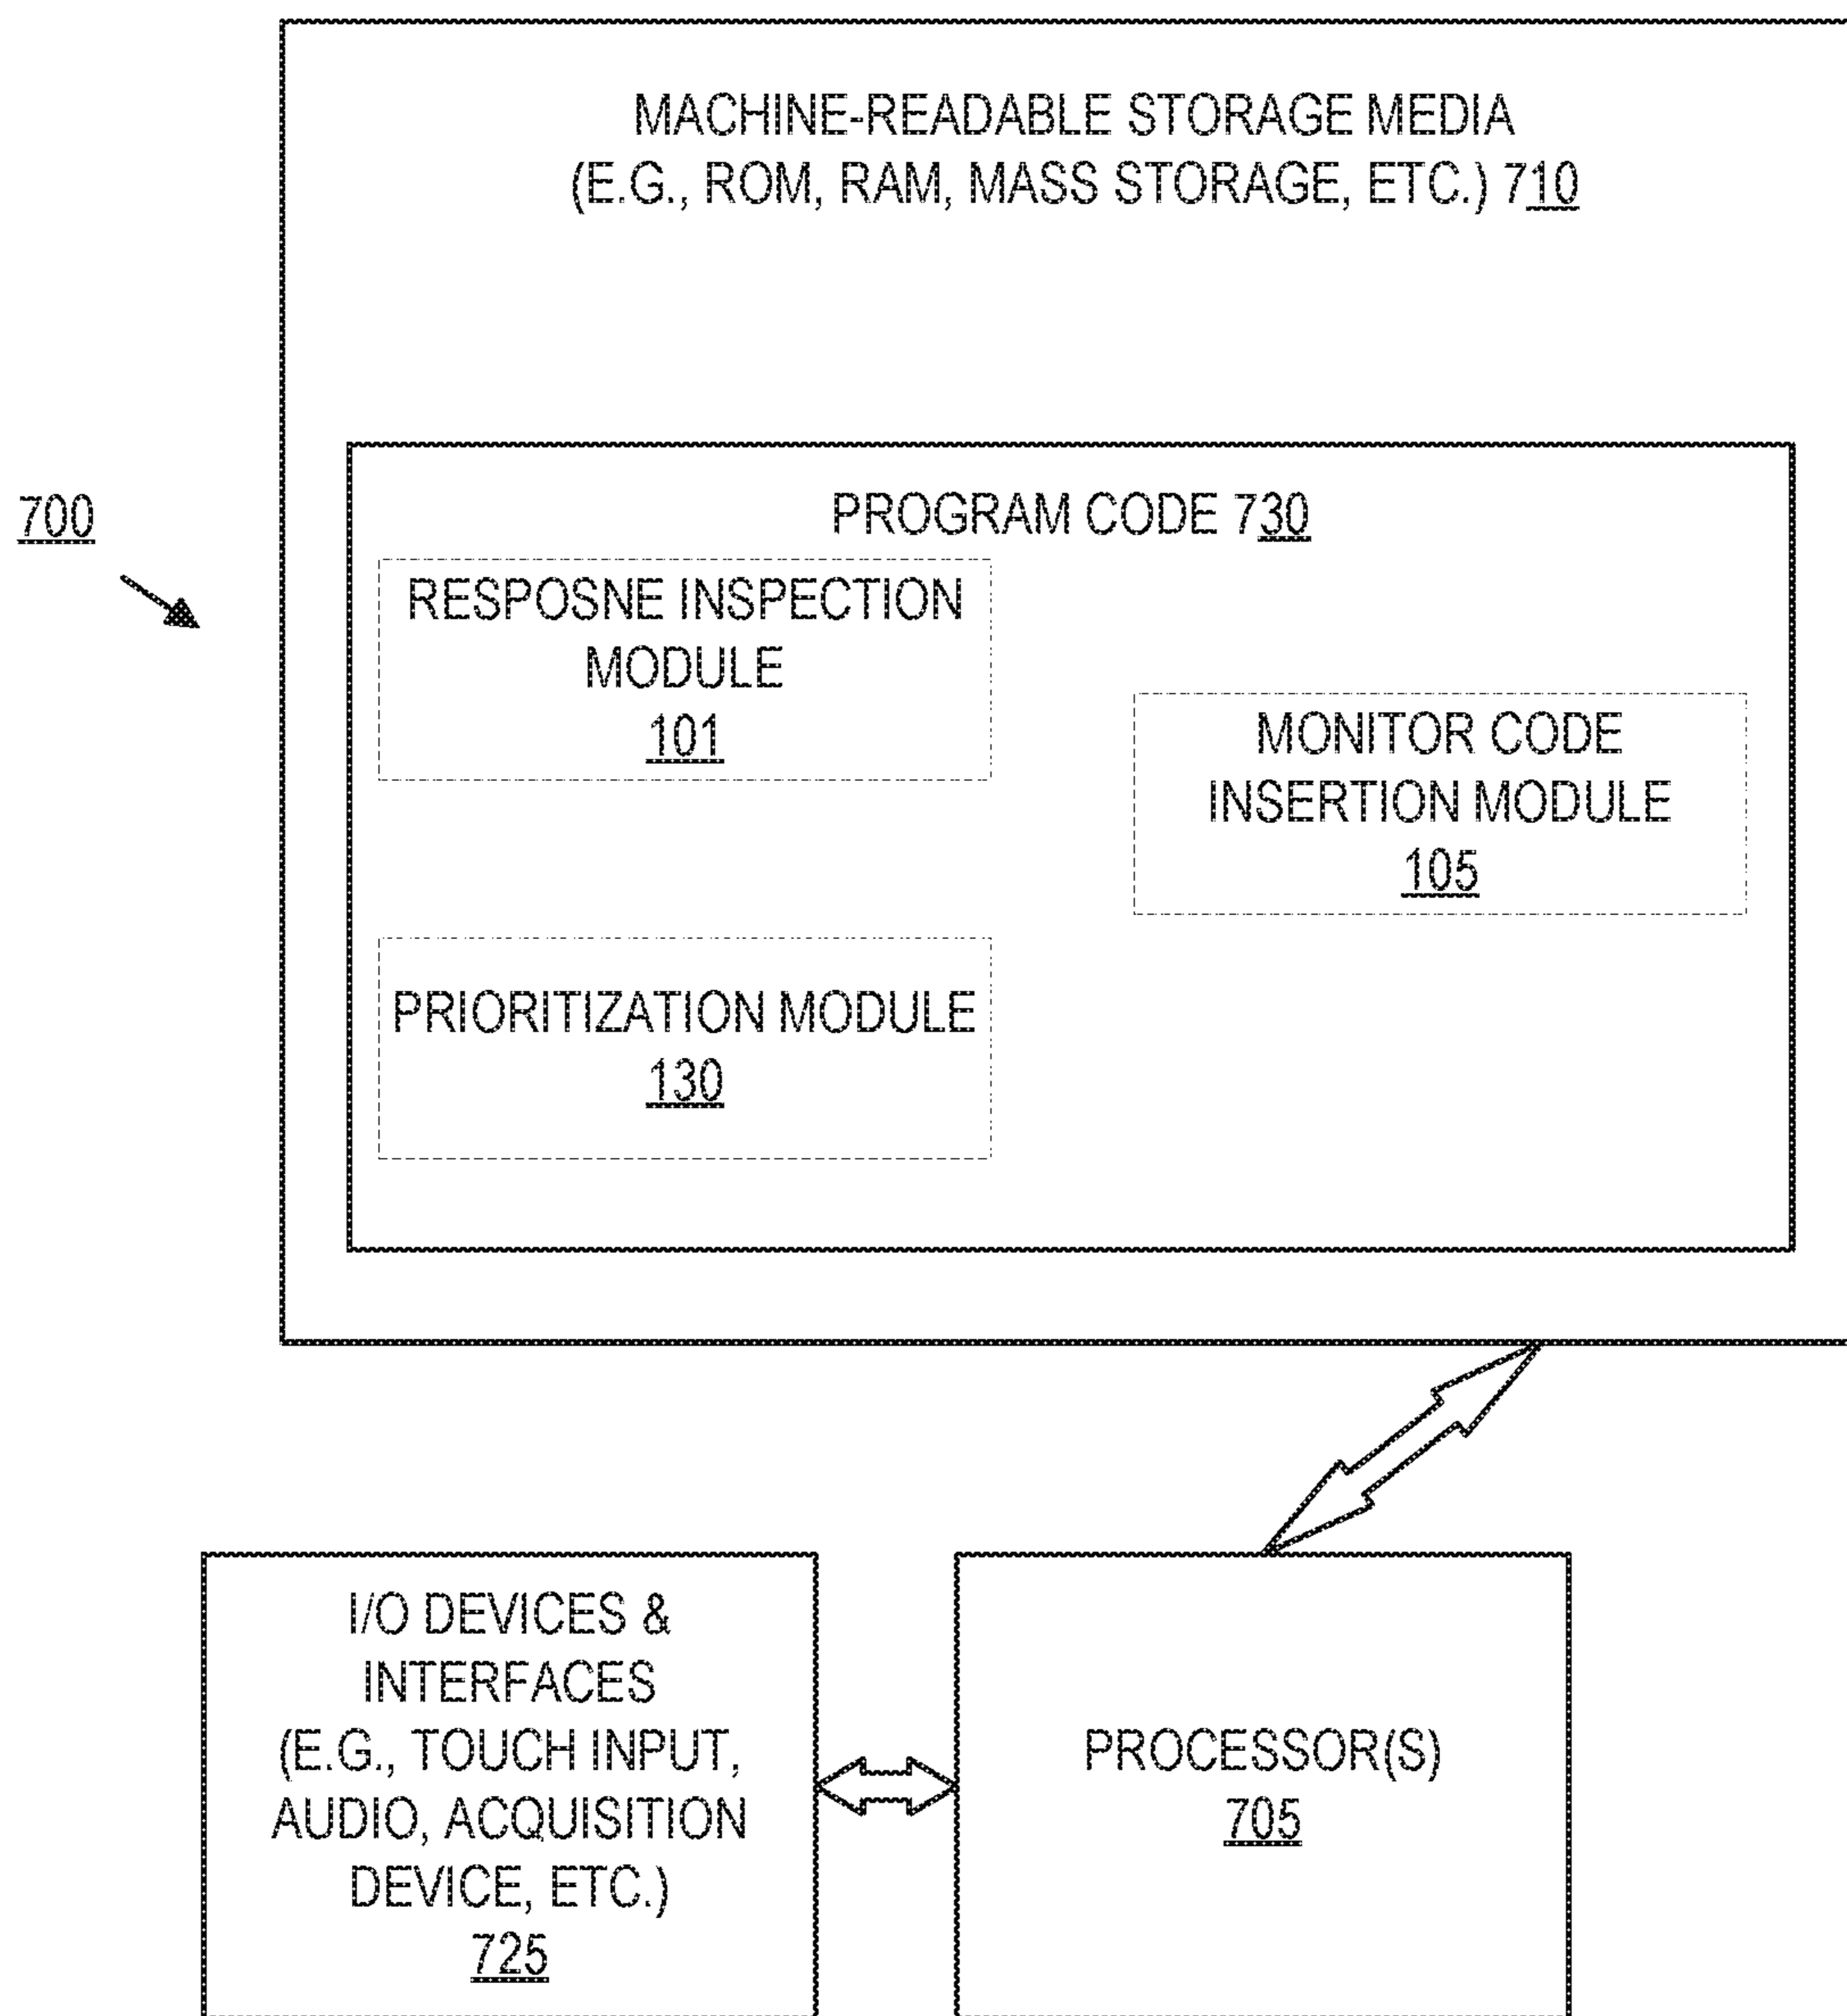 MACHINE-READABLE STORAGE MEDIA
(E.G., ROM, RAM, MASS STORAGE, ETC.) 710
700
PROGRAM CODE 730
RESPOSNE INSPECTION
MODULE
101
MONITOR CODE
INSERTION MODULE
105
PRIORITIZATION MODULE
130
I/O DEVICES &
INTERFACES
(E.G., TOUCH INPUT,
AUDIO, ACQUISITION
DEVICE, ETC.)
725
PROCESSOR(S)
705